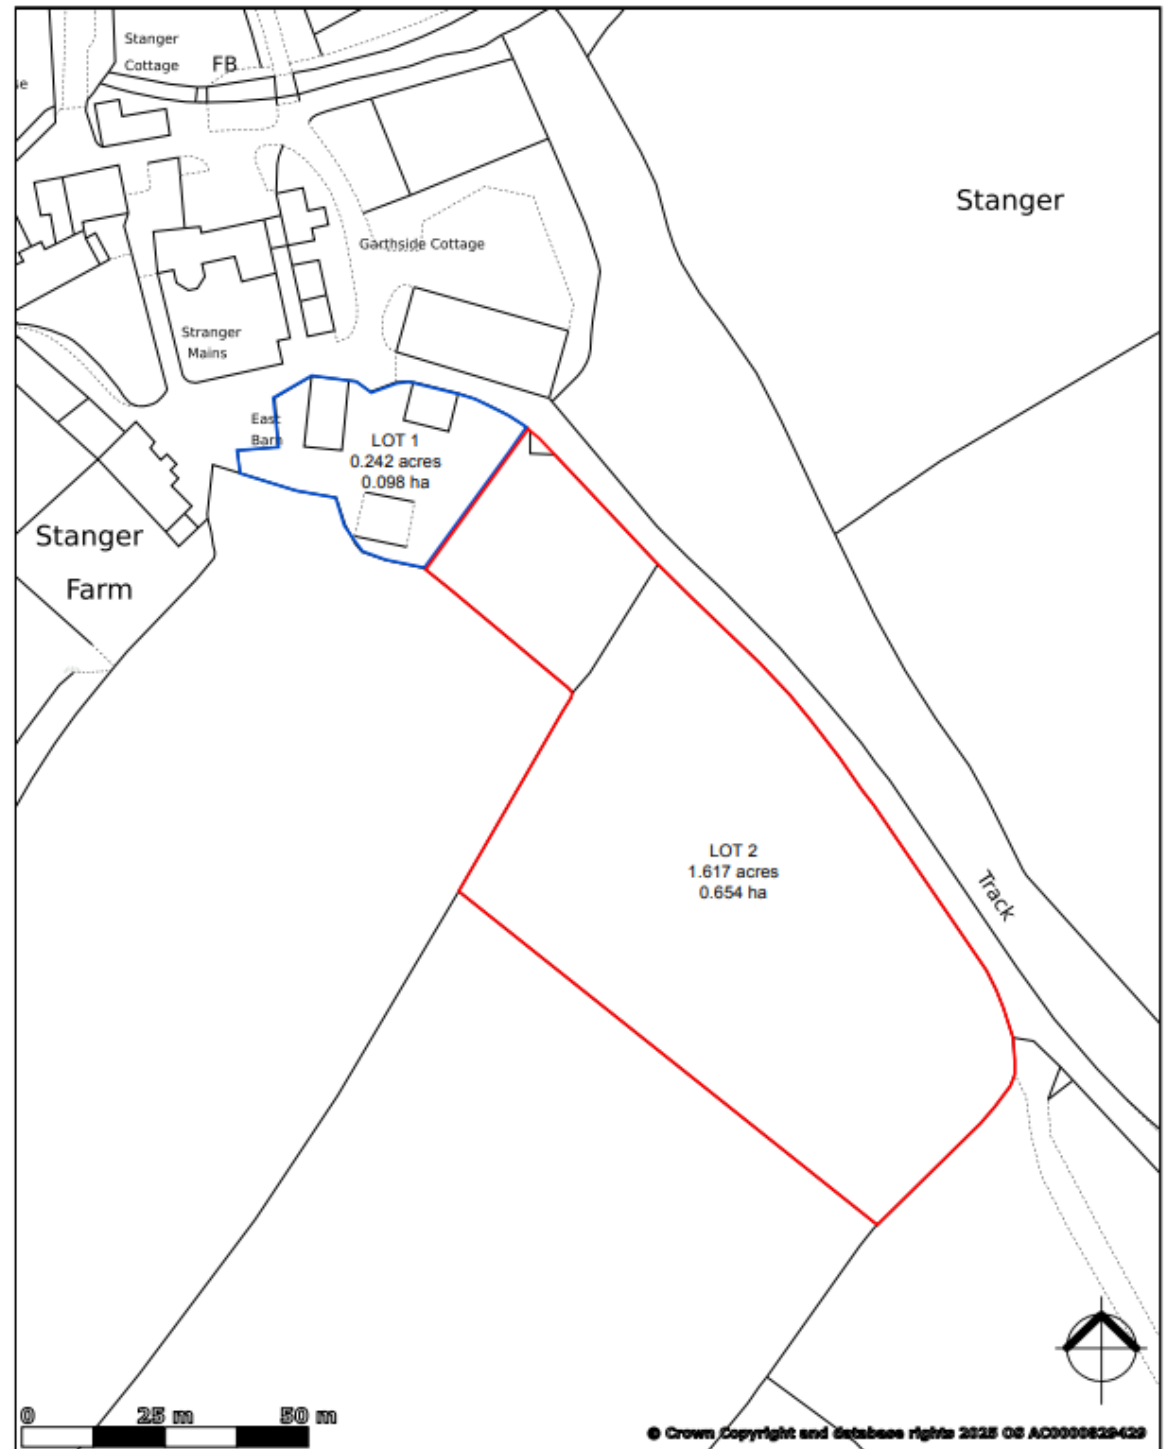 Stanger
Cottage
FB
se
Stanger
Garthside Cottage
Stranger
Mains
East
Barn
LOT 1
0.242 acres
0.098 ha
Stanger
Farm
LOT 2
1.617 acres
0.654 ha
Track
0 25 m 50 m
© Crown Copyright and database rights 2025 OS AC0000829429